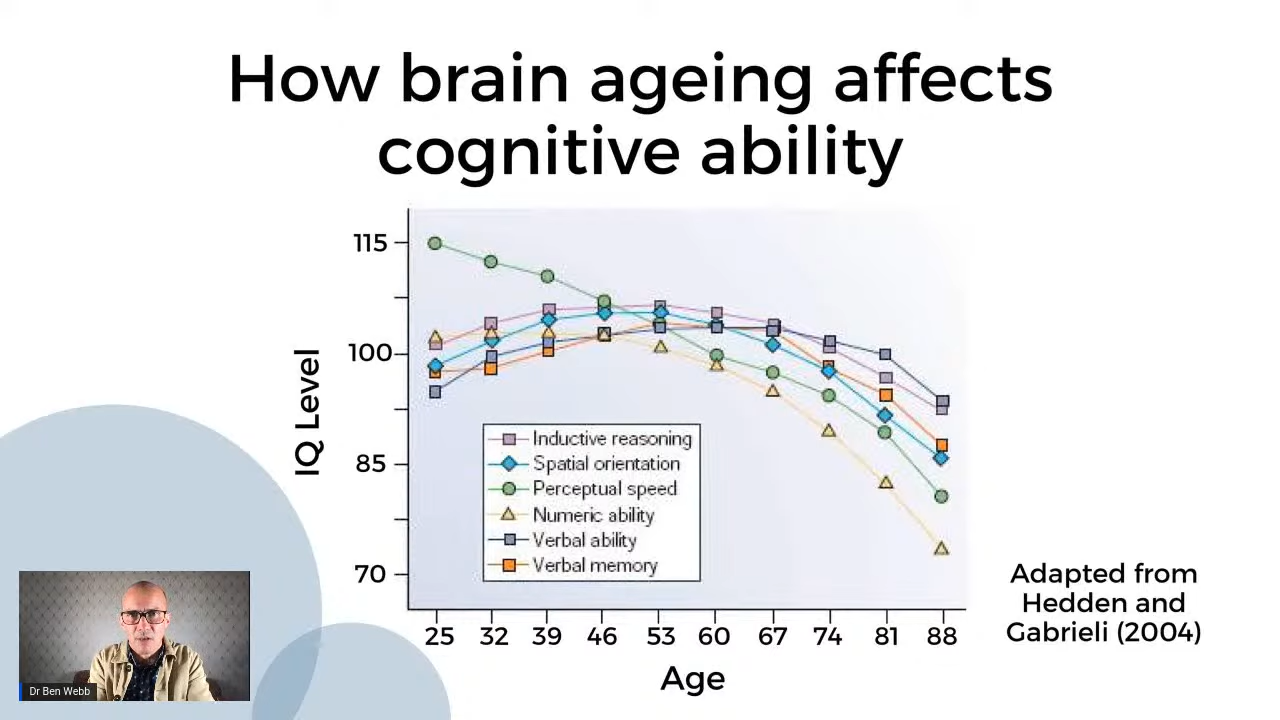 How brain ageing affects
cognitive ability
IQ Level
115
100
85
70
Inductive reasoning
Spatial orientation
Perceptual speed
Numeric ability
Verbal ability
Verbal memory
25 32 39 46 53 60 67 74 81 88
Age
Adapted from
Hedden and
Gabrieli (2004)
Dr Ben Webb